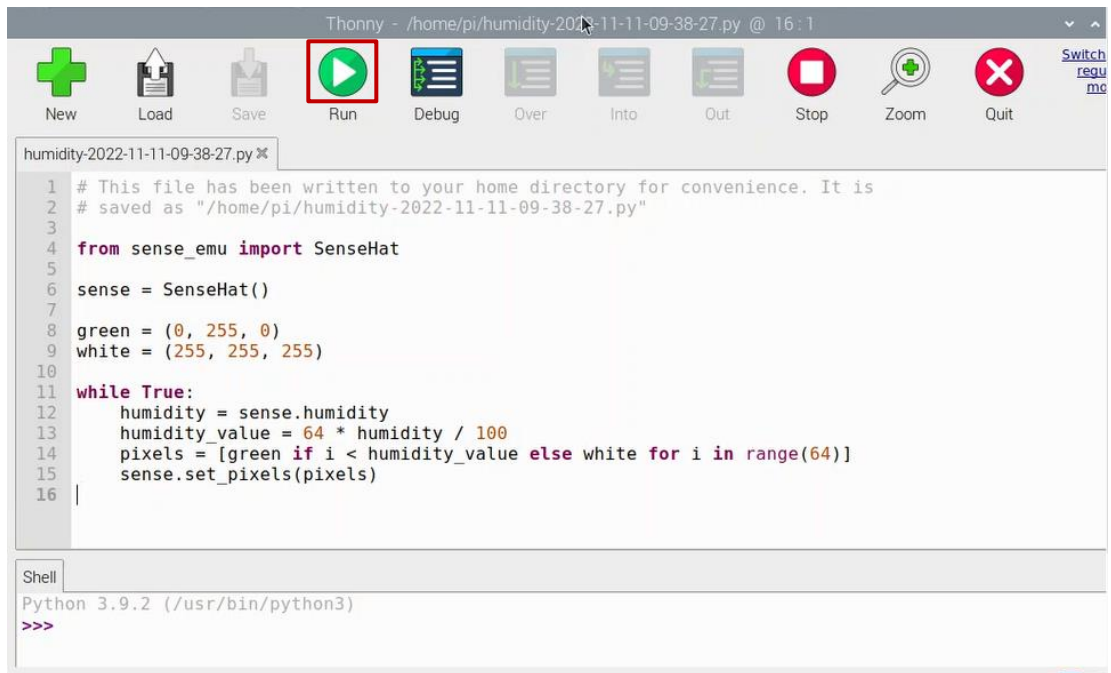 Thonny - /home/pi/humidity-2022-11-11-09-38-27.py @ 16 : 1
New
Load
Save
Run
Debug
Over
Into
Out
Stop
Zoom
Quit
Switch
regu
mo
humidity-2022-11-11-09-38-27.py
1 # This file has been written to your home directory for convenience. It is
2 # saved as "/home/pi/humidity-2022-11-11-09-38-27.py"
3
4 from sense_emu import SenseHat
5
6 sense = SenseHat()
7
8 green = (0, 255, 0)
9 white = (255, 255, 255)
10
11 while True:
12     humidity = sense.humidity
13     humidity_value = 64 * humidity / 100
14     pixels = [green if i < humidity_value else white for i in range(64)]
15     sense.set_pixels(pixels)
16
Shell
Python 3.9.2 (/usr/bin/python3)
>>>